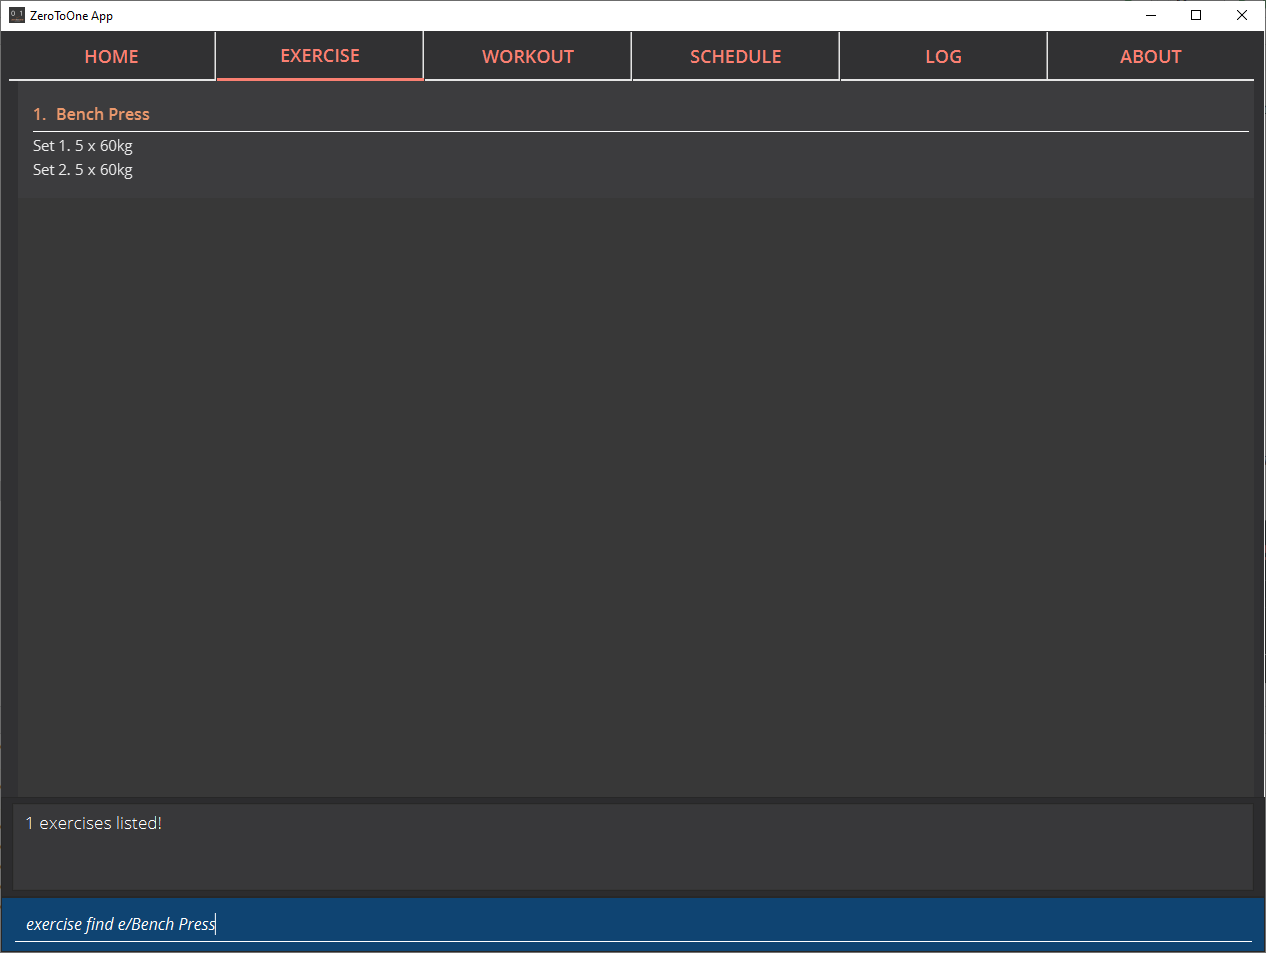 ZeroToOne App
HOME EXERCISE WORKOUT SCHEDULE LOG ABOUT
1. Bench Press
Set 1. 5 x 60kg
Set 2. 5 x 60kg
1 exercises listed!
exercise find e/Bench Press